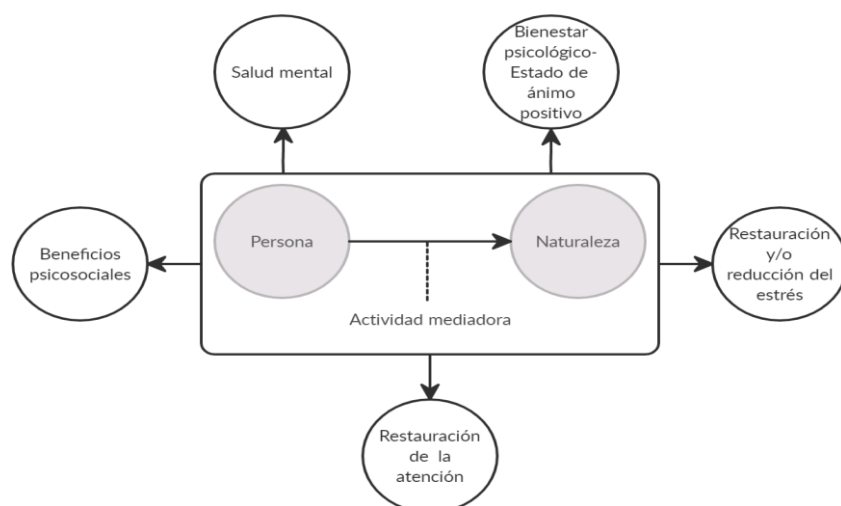 Salud mental
Bienestar
psicológico-
Estado de
ánimo
positivo
Persona
Naturaleza
Beneficios
psicosociales
Restauración
y/o
reducción del
estrés
Actividad mediadora
Restauración
de la
atención